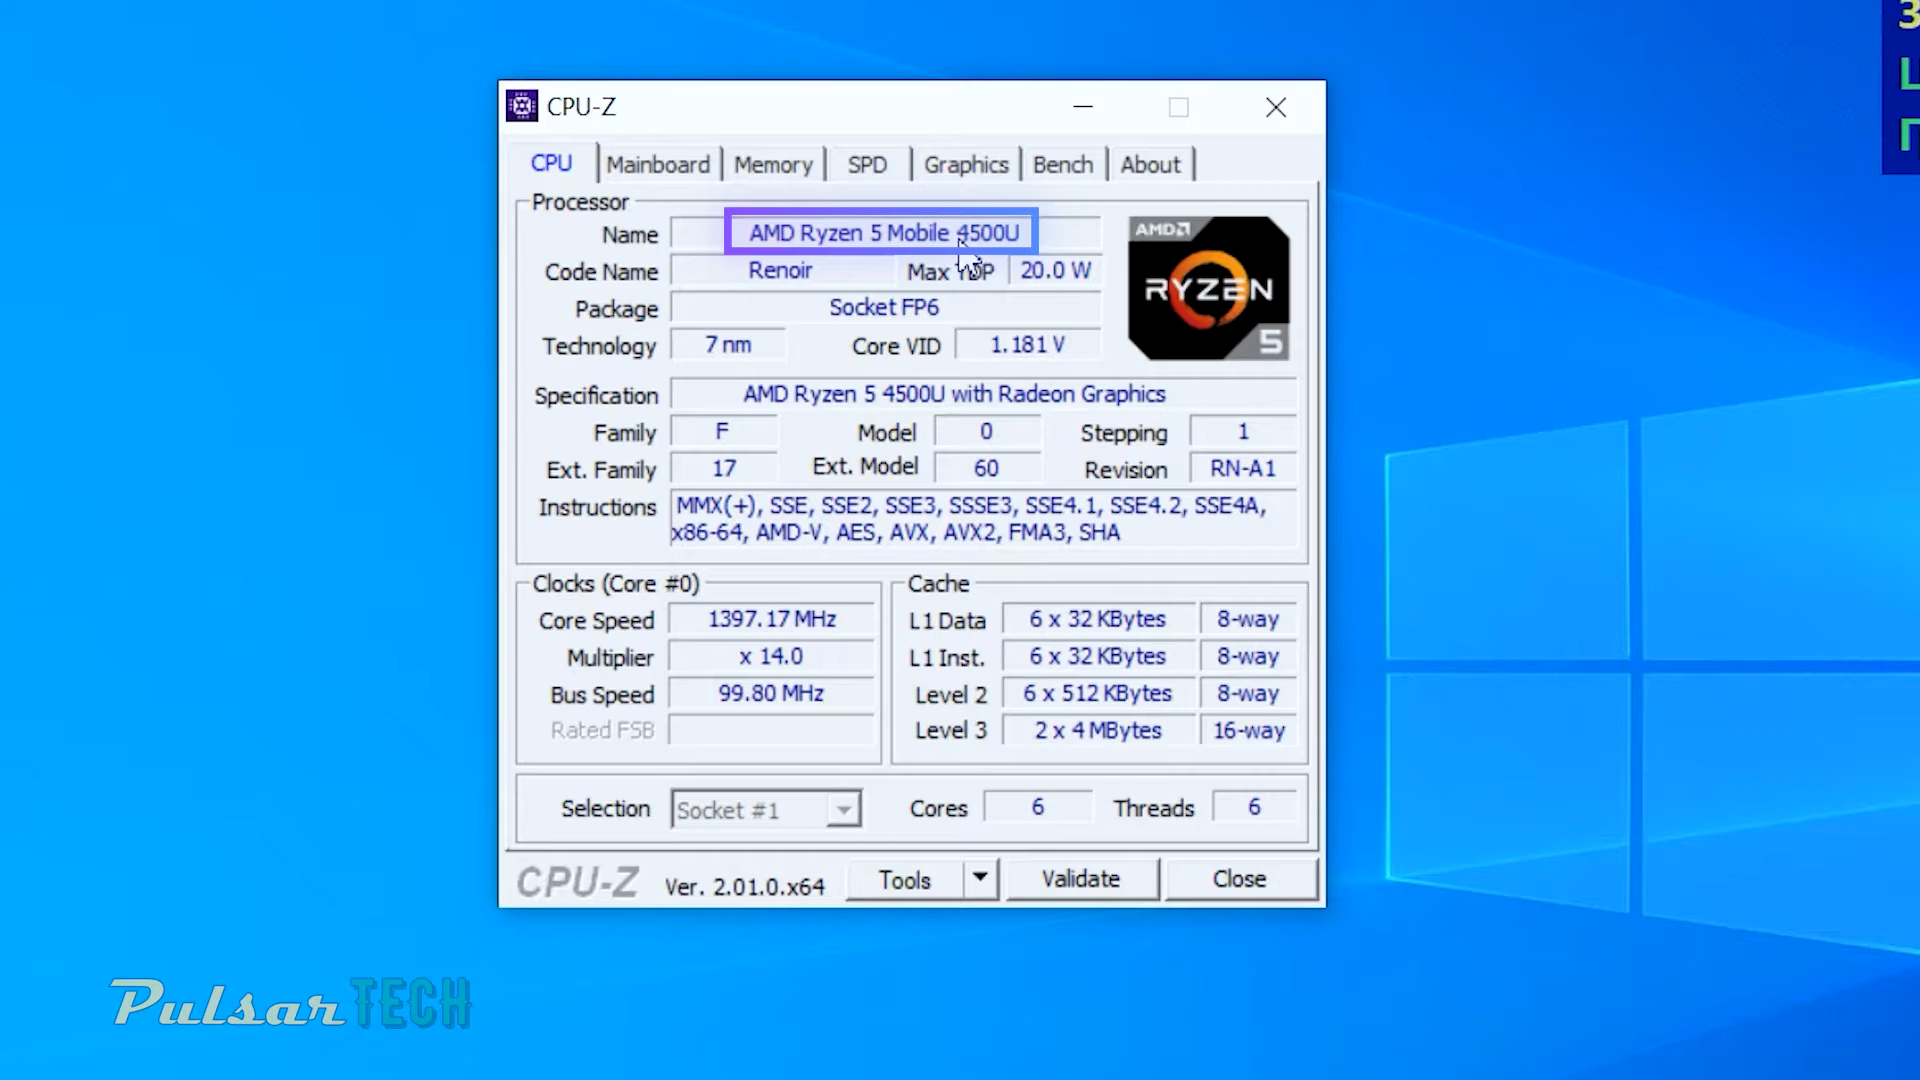 CPU-Z
CPU Mainboard Memory SPD Graphics Bench About
Processor
Name AMD Ryzen 5 Mobile 4500U
Code Name Renoir Max TDP 20.0 W
Package Socket FP6
Technology 7 nm Core VID 1.181 V
AMD
RYZEN
5
Specification AMD Ryzen 5 4500U with Radeon Graphics
Family F Model 0 Stepping 1
Ext. Family 17 Ext. Model 60 Revision RN-A1
Instructions MMX(+), SSE, SSE2, SSE3, SSSE3, SSE4.1, SSE4.2, SSE4A,
x86-64, AMD-V, AES, AVX, AVX2, FMA3, SHA
Clocks (Core #0)
Core Speed 1397.17 MHz
Multiplier x 14.0
Bus Speed 99.80 MHz
Rated FSB
Cache
L1 Data 6 x 32 KBytes 8-way
L1 Inst. 6 x 32 KBytes 8-way
Level 2 6 x 512 KBytes 8-way
Level 3 2 x 4 MBytes 16-way
Selection Socket #1 Cores 6 Threads 6
CPU-Z Ver. 2.01.0.x64 Tools Validate Close
Pulsar TECH